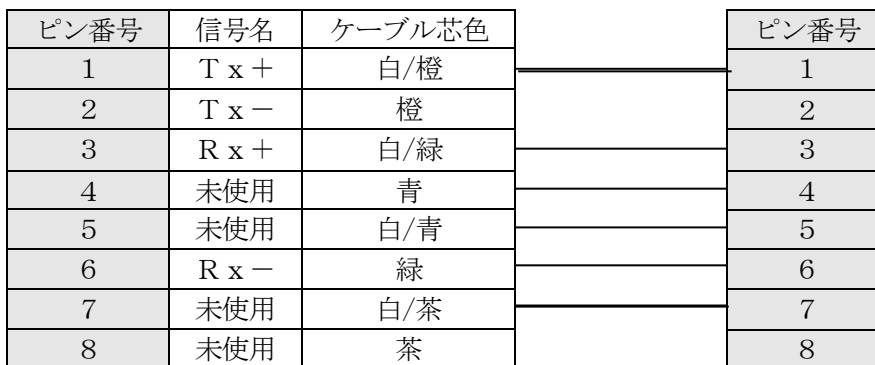 ピン番号 信号名 ケーブル芯色 ピン番号
1 Tx+ 白/橙 1
2 Tx- 橙 2
3 Rx+ 白/緑 3
4 未使用 青 4
5 未使用 白/青 5
6 Rx- 緑 6
7 未使用 白/茶 7
8 未使用 茶 8